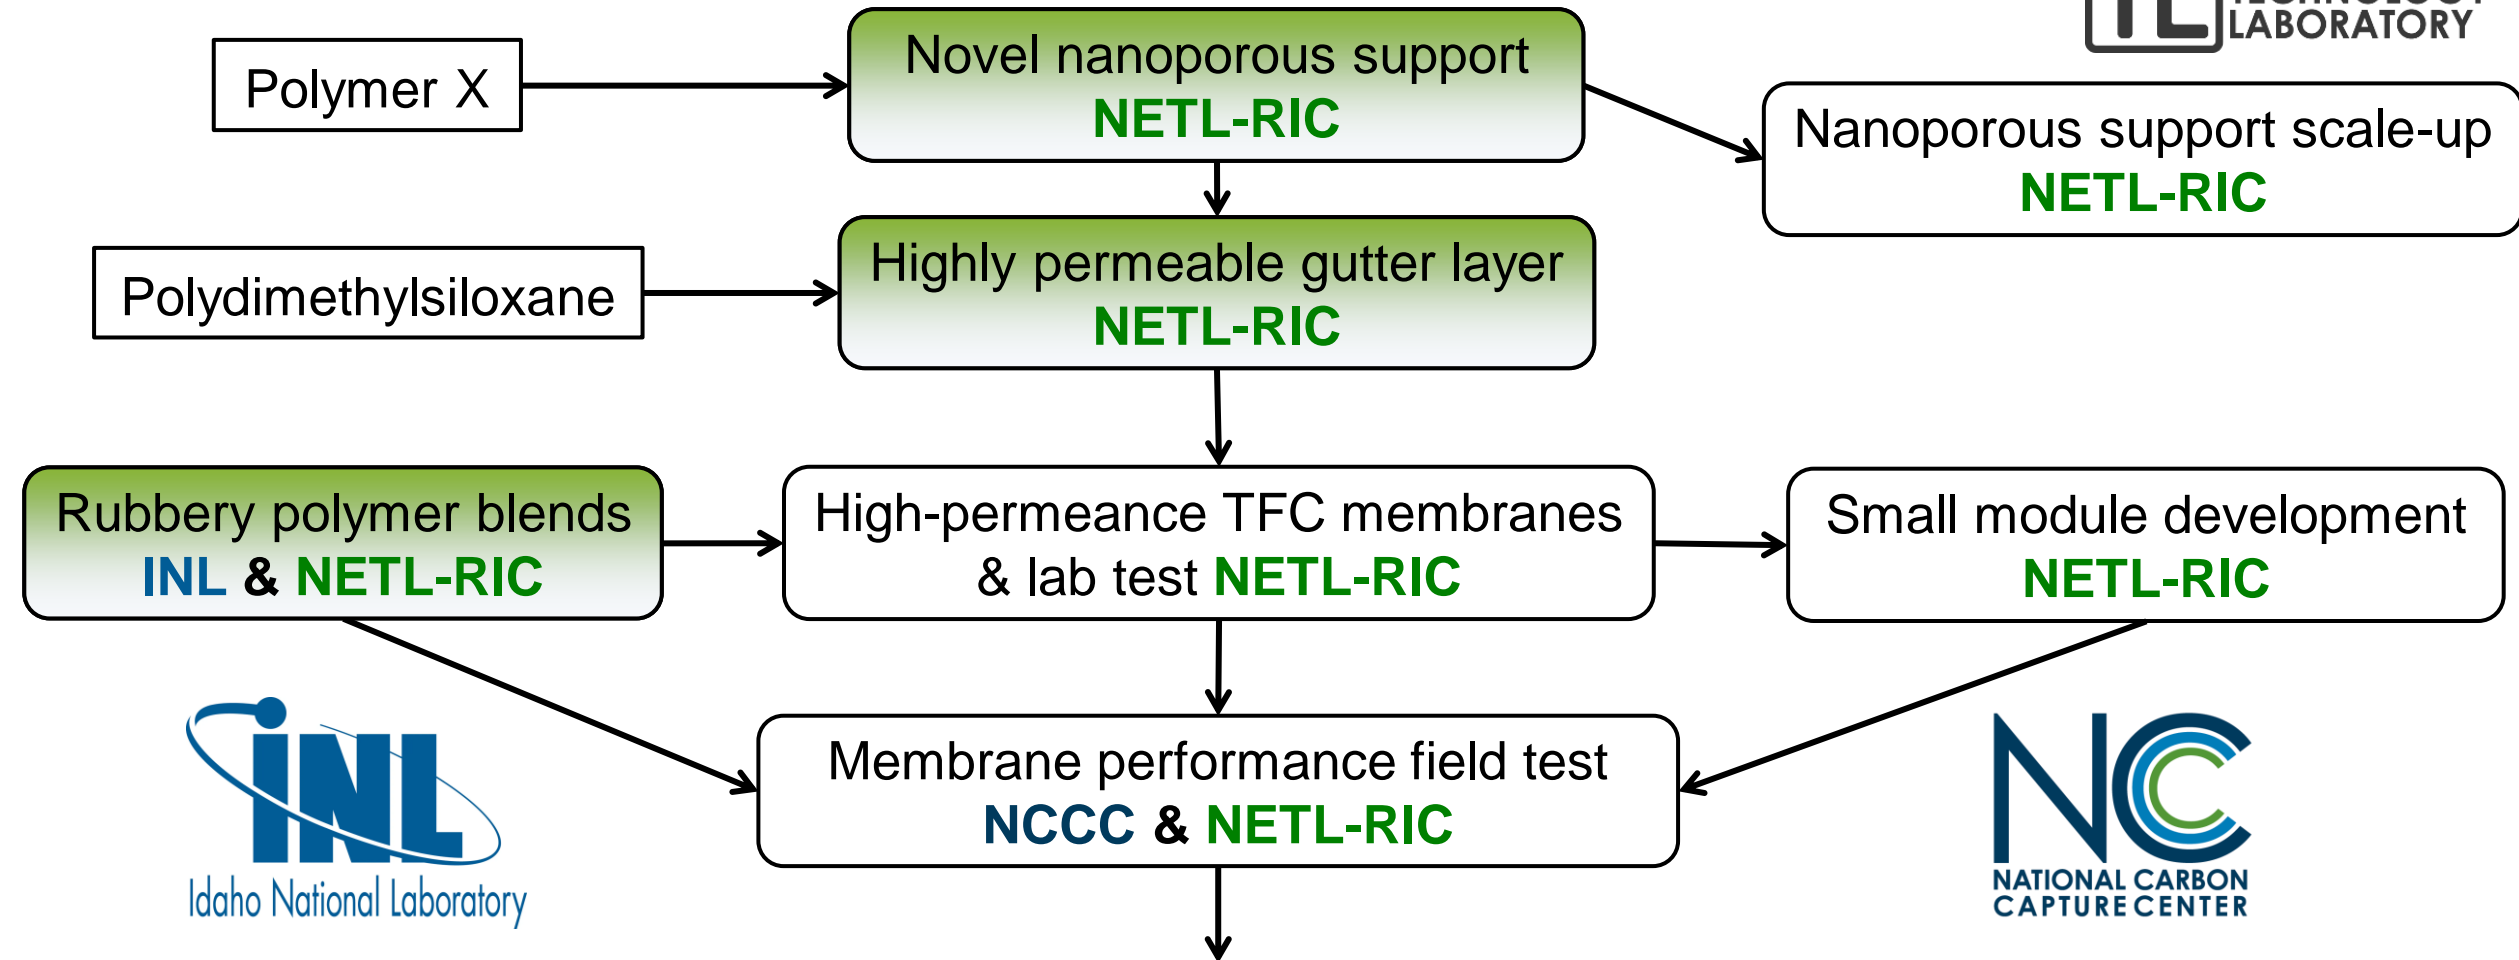 LABORATORY
Polymer X
Novel nanoporous support
NETL-RIC
Nanoporous support scale-up
NETL-RIC
Polydimethylsiloxane
Highly permeable gutter layer
NETL-RIC
Rubbery polymer blends
INL & NETL-RIC
High-permeance TFC membranes
& lab test NETL-RIC
Small module development
NETL-RIC
Membrane performance field test
NCCC & NETL-RIC
INL
Idaho National Laboratory
NCCC
NATIONAL CARBON
CAPTURE CENTER